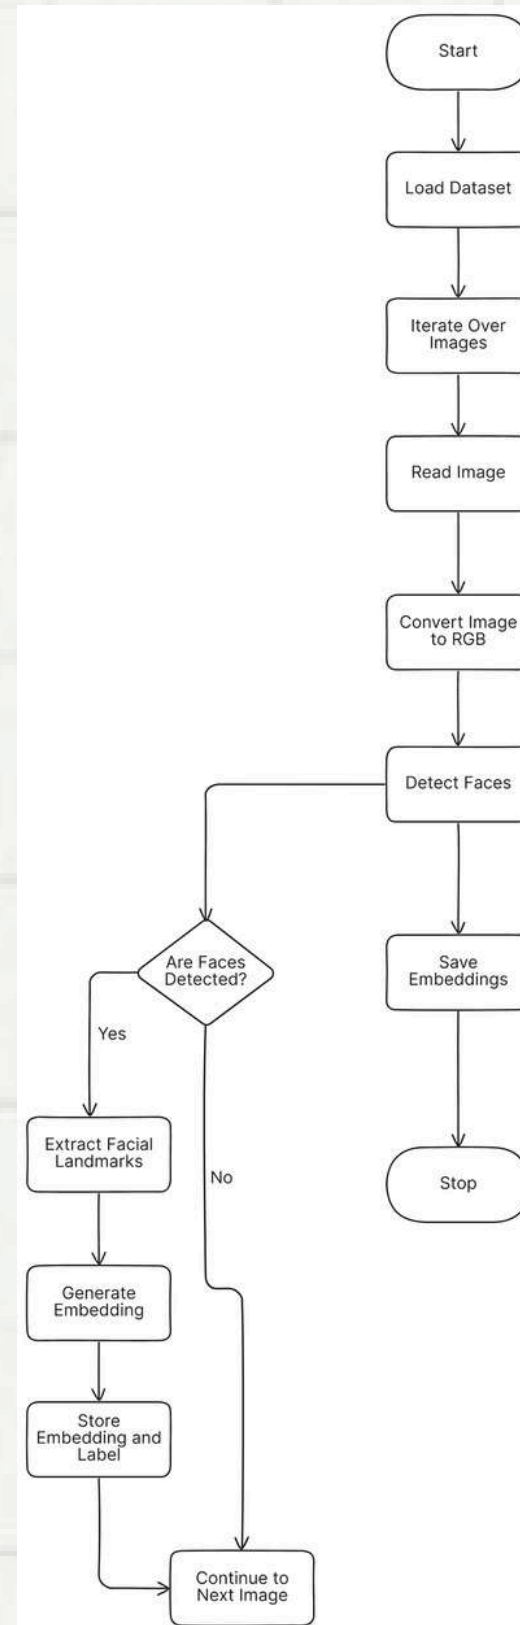 Start
Load Dataset
Iterate Over
Images
Read Image
Convert Image
to RGB
Detect Faces
Are Faces
Detected?
Save
Embeddings
Yes
Extract Facial
Landmarks
No
Stop
Generate
Embedding
Store
Embedding and
Label
Continue to
Next Image